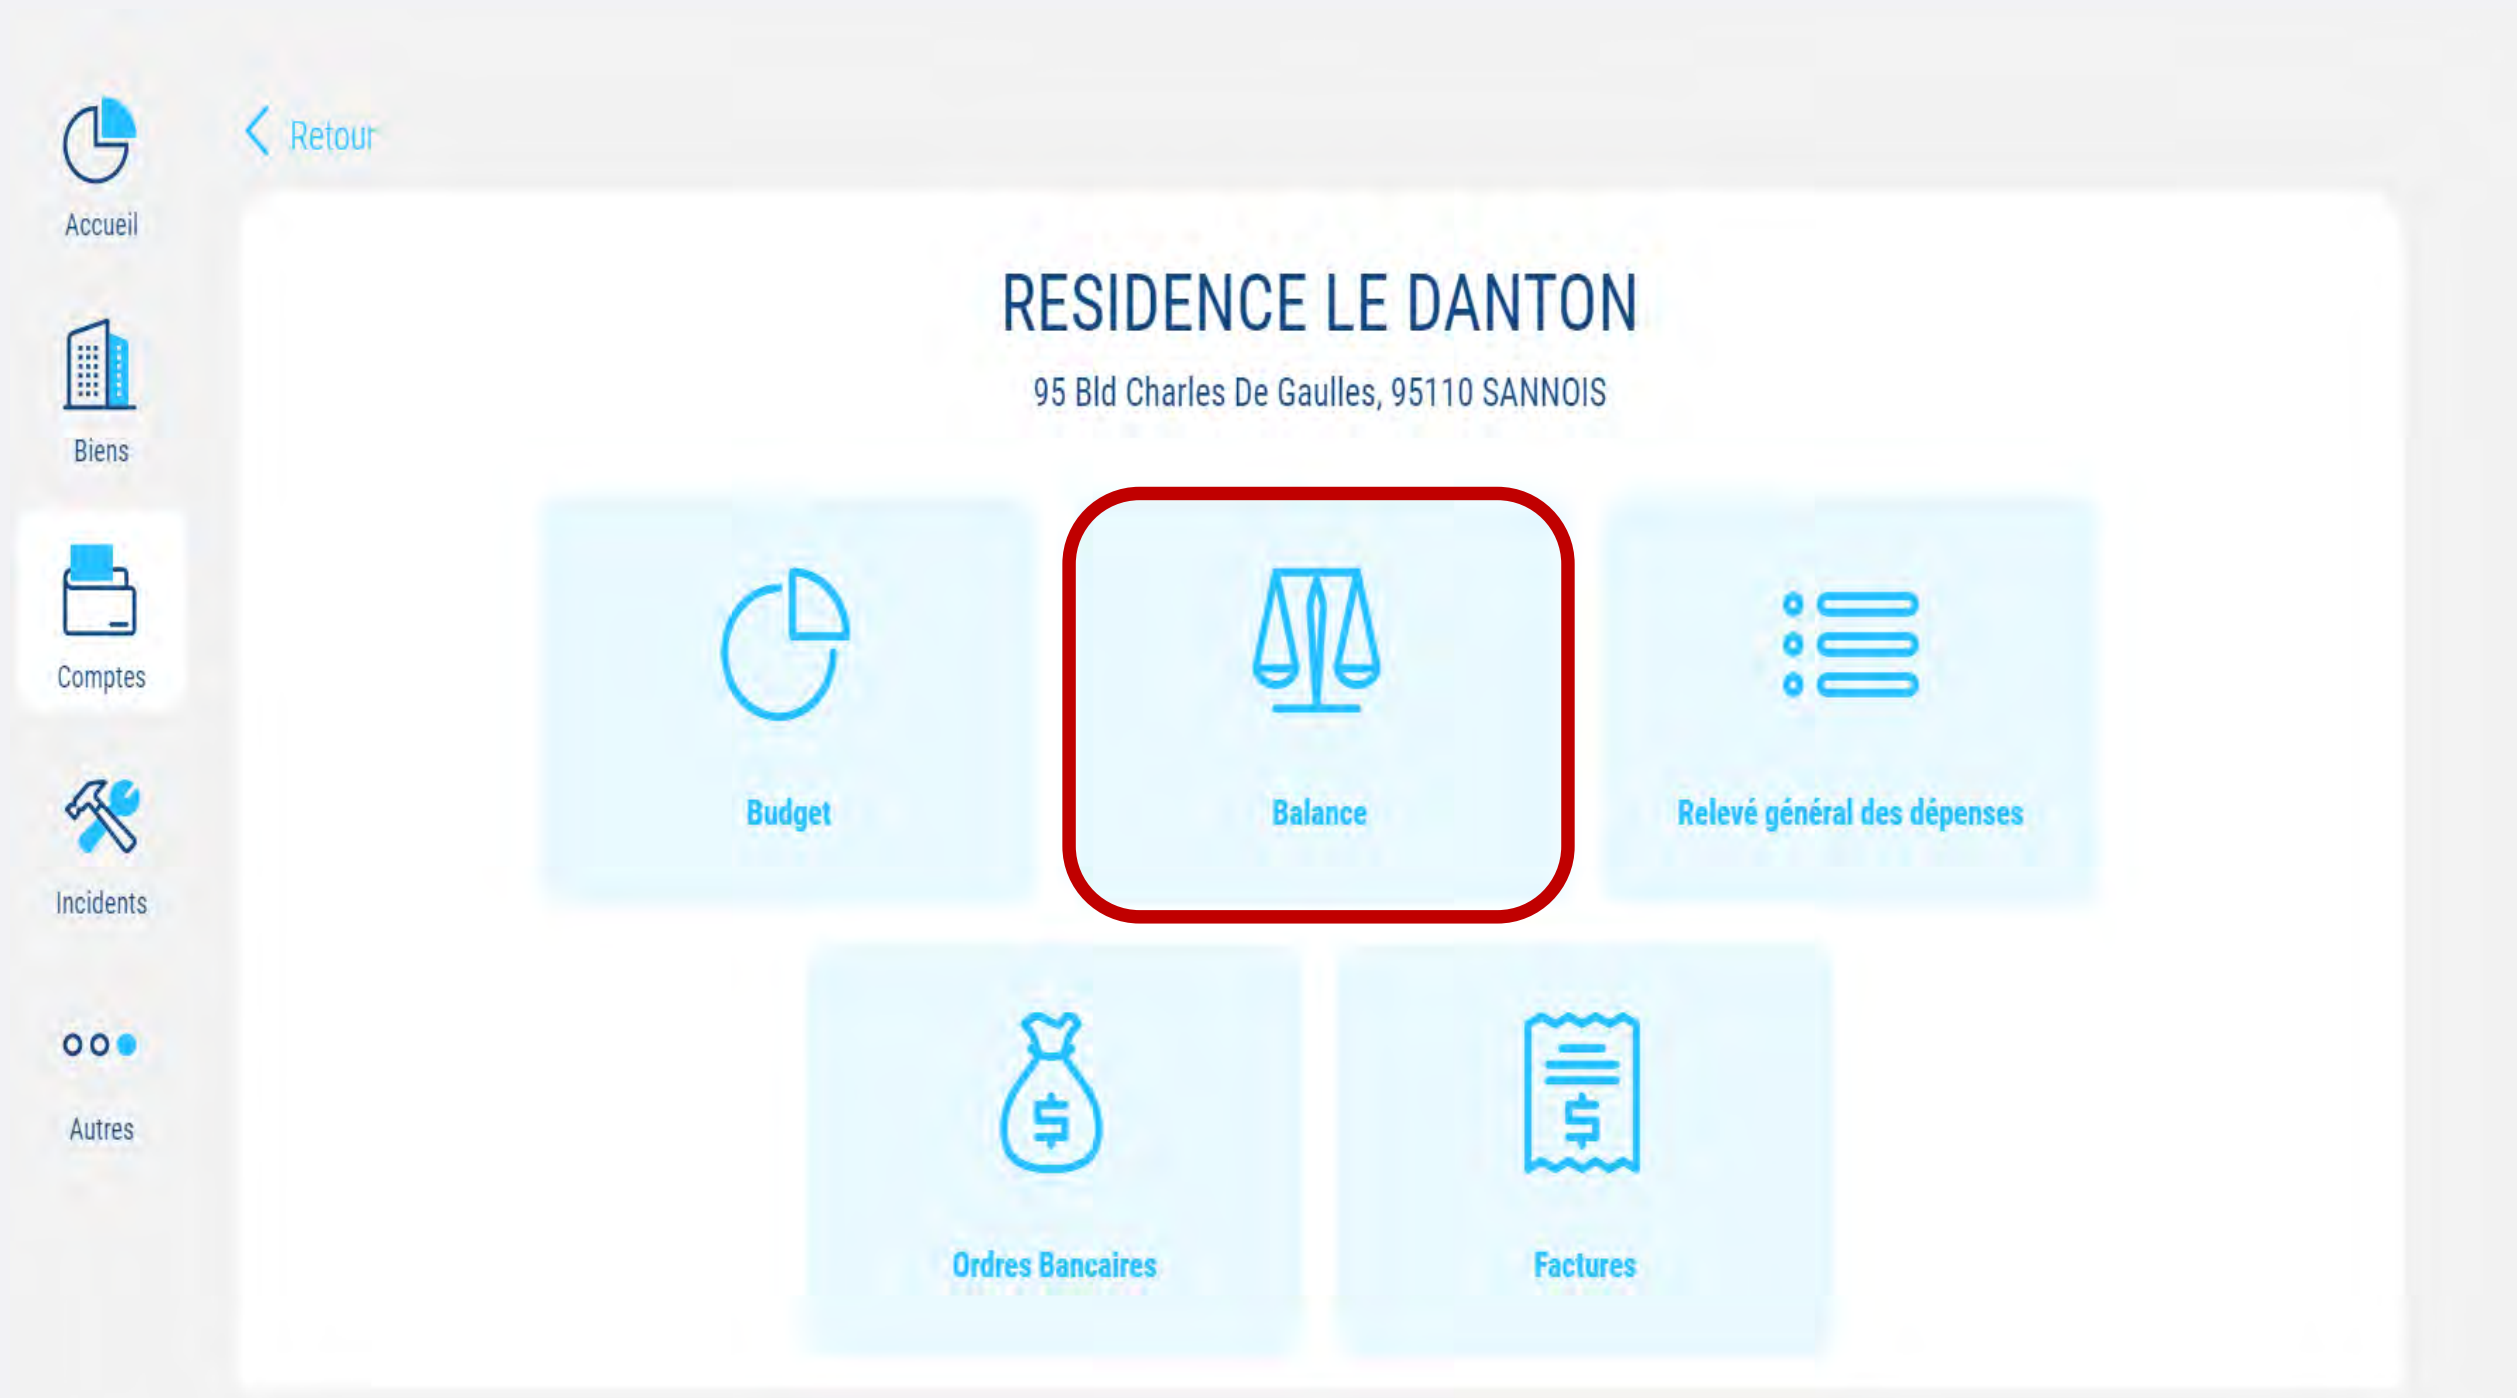 Retour
Accueil
Biens
Comptes
Incidents
Autres
RESIDENCE LE DANTON
95 Bld Charles De Gaulles, 95110 SANNOIS
Budget
Balance
Relevé général des dépenses
Ordres Bancaires
Factures